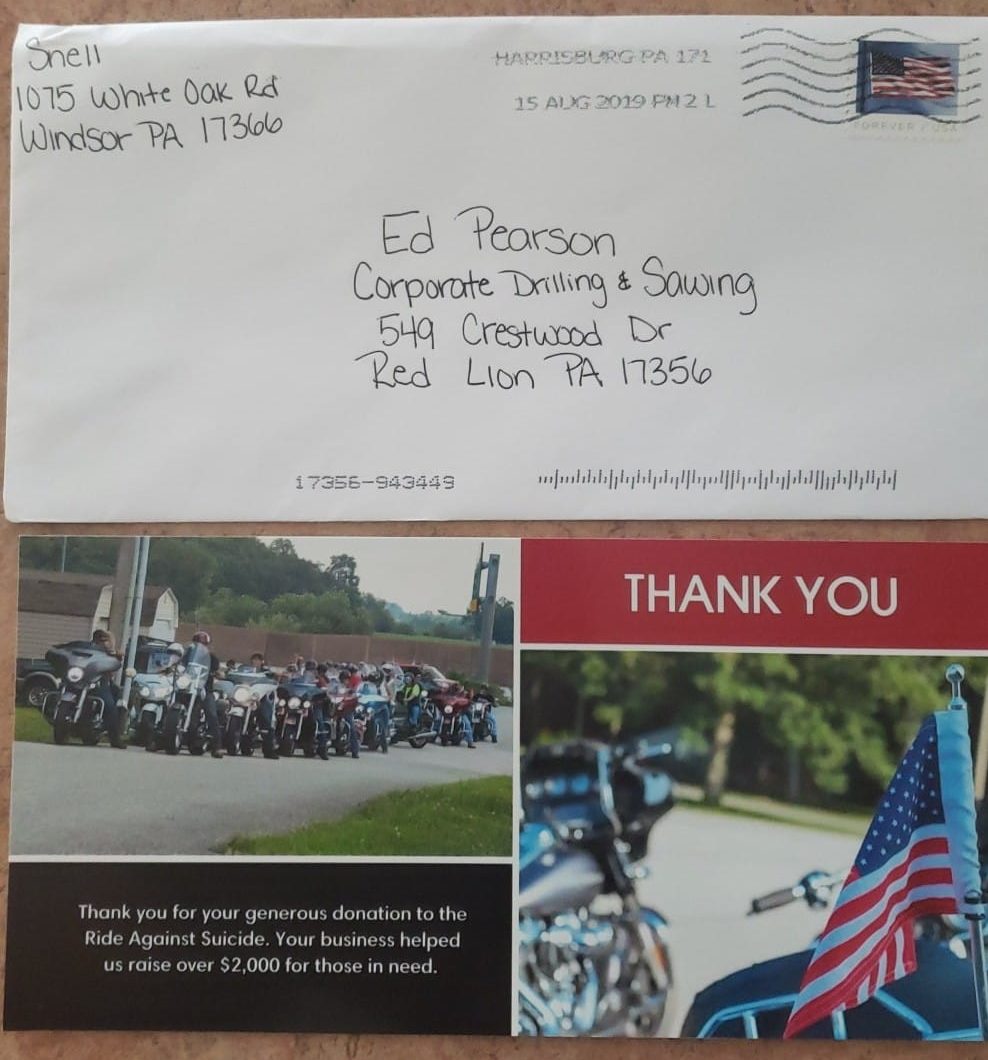 Snell
1075 White Oak Rd
Windsor PA 17366
HARRISBURG PA 171
15 AUG 2019 PM 2 L
FOREVER / USA
Ed Pearson
Corporate Drilling & Sawing
549 Crestwood Dr
Red Lion PA 17356
17356-943449
THANK YOU
Thank you for your generous donation to the
Ride Against Suicide. Your business helped
us raise over $2,000 for those in need.